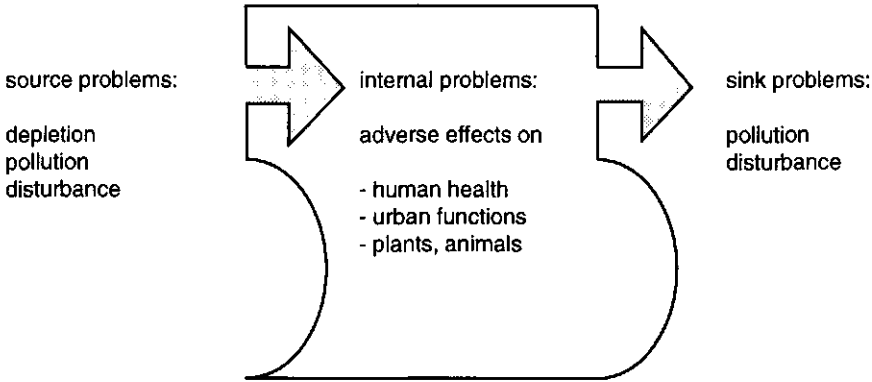 source problems:
depletion
pollution
disturbance
internal problems:
adverse effects on
- human health
- urban functions
- plants, animals
sink problems:
pollution
disturbance